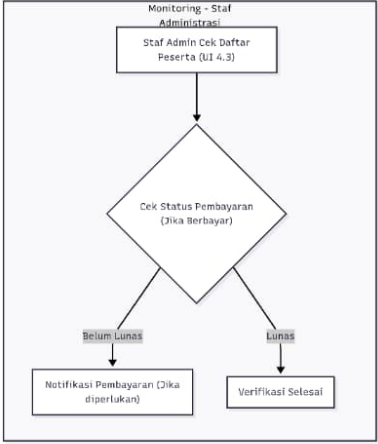 Monitoring - Staf
Administrasi
Staf Admin Cek Daftar
Peserta (UI 4.3)
Cek Status Pembayaran
(Jika Berbayar)
Belum Lunas
Lunas
Notifikasi Pembayaran (Jika
diperlukan)
Verifikasi Selesai